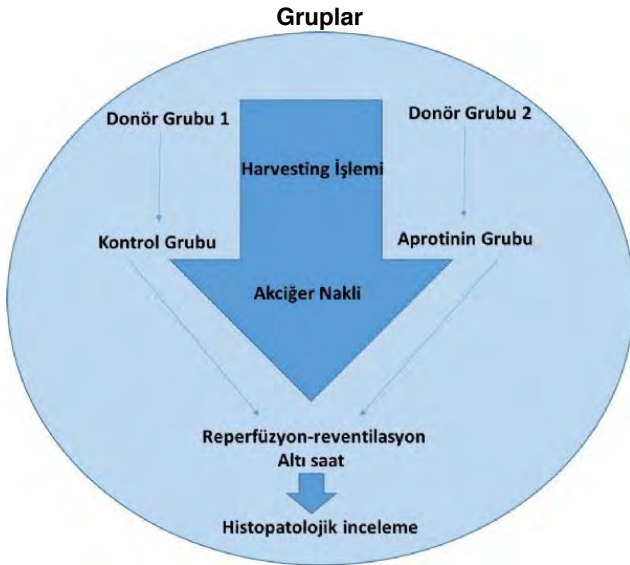 Gruplar
Donör Grubu 1
Donör Grubu 2
Harvesting İşlemi
Kontrol Grubu
Aprotinin Grubu
Akciğer Nakli
Reperfüzyon-reventilasyon
Altı saat
Histopatolojik inceleme